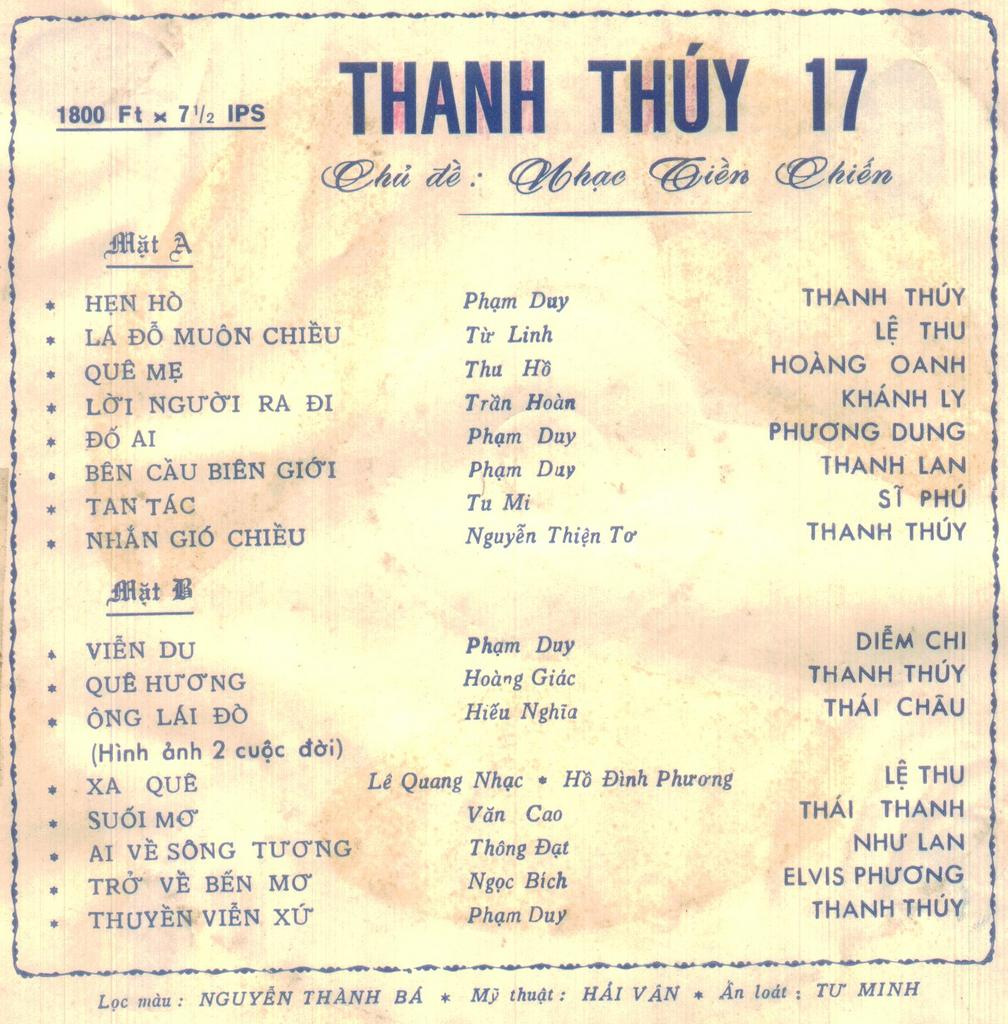 1800 Ft x 7 1/2 IPS
THANH THÚY 17
Chủ đề : Nhạc Tiền Chiến
Mặt A
* HẸN HÒ Phạm Duy THANH THÚY
* LÁ ĐỖ MUÔN CHIỀU Từ Linh LỆ THU
* QUÊ MẸ Thu Hồ HOÀNG OANH
* LỜI NGƯỜI RA ĐI Trần Hoàn KHÁNH LY
* ĐỐ AI Phạm Duy PHƯƠNG DUNG
* BÊN CẦU BIÊN GIỚI Phạm Duy THANH LAN
* TAN TÁC Tu Mi SĨ PHÚ
* NHẮN GIÓ CHIỀU Nguyễn Thiện Tơ THANH THÚY
Mặt B
* VIỄN DU Phạm Duy DIỄM CHI
* QUÊ HƯƠNG Hoàng Giác THANH THÚY
* ÔNG LÁI ĐÒ Hiếu Nghĩa THÁI CHÂU
(Hình ảnh 2 cuộc đời)
* XA QUÊ Lê Quang Nhạc * Hồ Đình Phương LỆ THU
* SUỐI MƠ Văn Cao THÁI THANH
* AI VỀ SÔNG TƯƠNG Thông Đạt NHƯ LAN
* TRỞ VỀ BẾN MƠ Ngọc Bích ELVIS PHƯƠNG
* THUYỀN VIỄN XỨ Phạm Duy THANH THÚY
Lọc màu : NGUYỄN THÀNH BÁ * Mỹ thuật : HẢI VÂN * Ấn loát : TƯ MINH